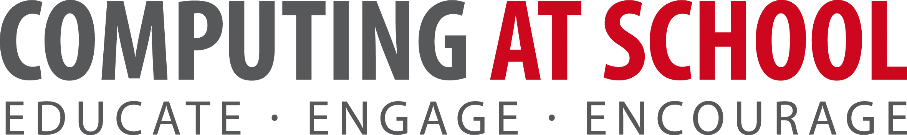 COMPUTING AT SCHOOL
EDUCATE · ENGAGE · ENCOURAGE